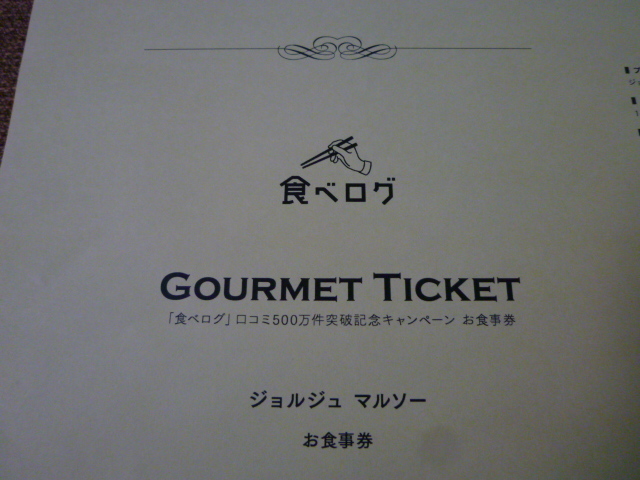 食べログ
GOURMET TICKET
「食べログ」口コミ500万件突破記念キャンペーン お食事券
ジョルジュ マルソー
お食事券